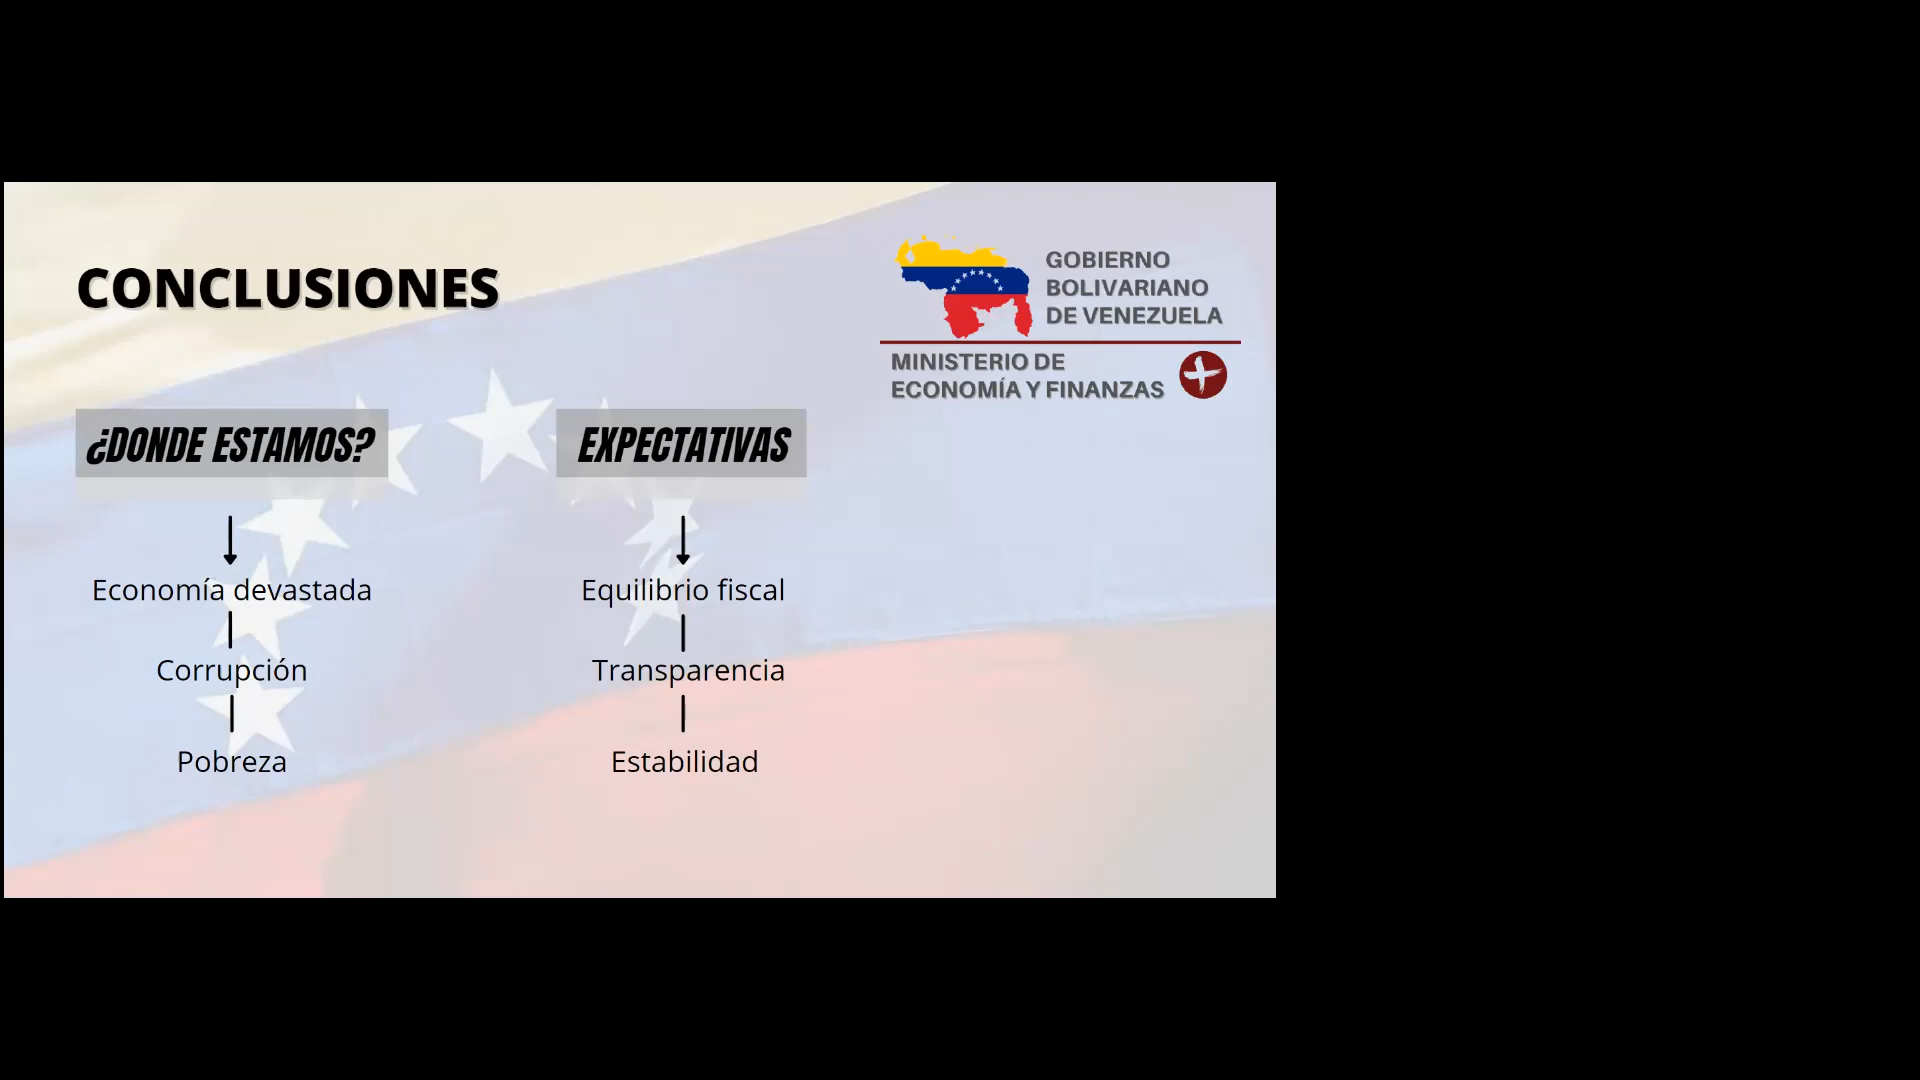 CONCLUSIONES
GOBIERNO
BOLIVARIANO
DE VENEZUELA
MINISTERIO DE
ECONOMÍA Y FINANZAS
¿DONDE ESTAMOS?
Economía devastada
Corrupción
Pobreza
EXPECTATIVAS
Equilibrio fiscal
Transparencia
Estabilidad